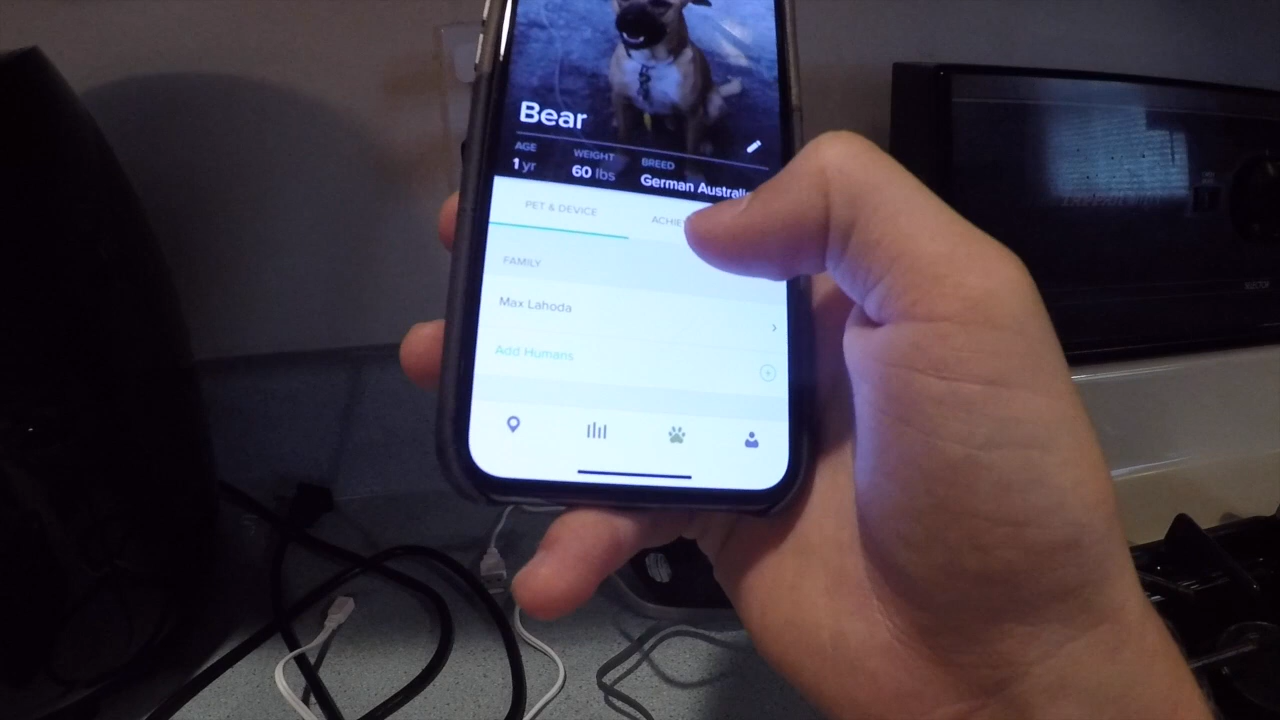 Bear
AGE WEIGHT BREED
1 yr 60 lbs German Australi
PET & DEVICE ACHIE
FAMILY
Max Lahoda
Add Humans